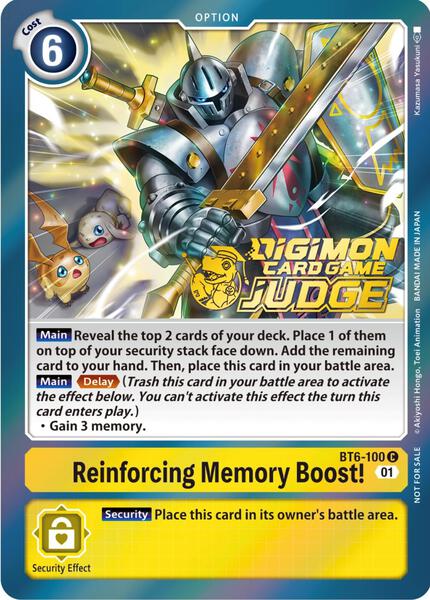 Cost
6
OPTION
Kazumasa Yasukuni
DIGIMON
CARD GAME
JUDGE
Main Reveal the top 2 cards of your deck. Place 1 of them
on top of your security stack face down. Add the remaining
card to your hand. Then, place this card in your battle area.
Main Delay (Trash this card in your battle area to activate
the effect below. You can't activate this effect the turn this
card enters play.)
• Gain 3 memory.
BT6-100 C
Reinforcing Memory Boost!
01
Security Place this card in its owner's battle area.
Security Effect
NOT FOR SALE ©Akiyoshi Hongo, Toei Animation BANDAI MADE IN JAPAN